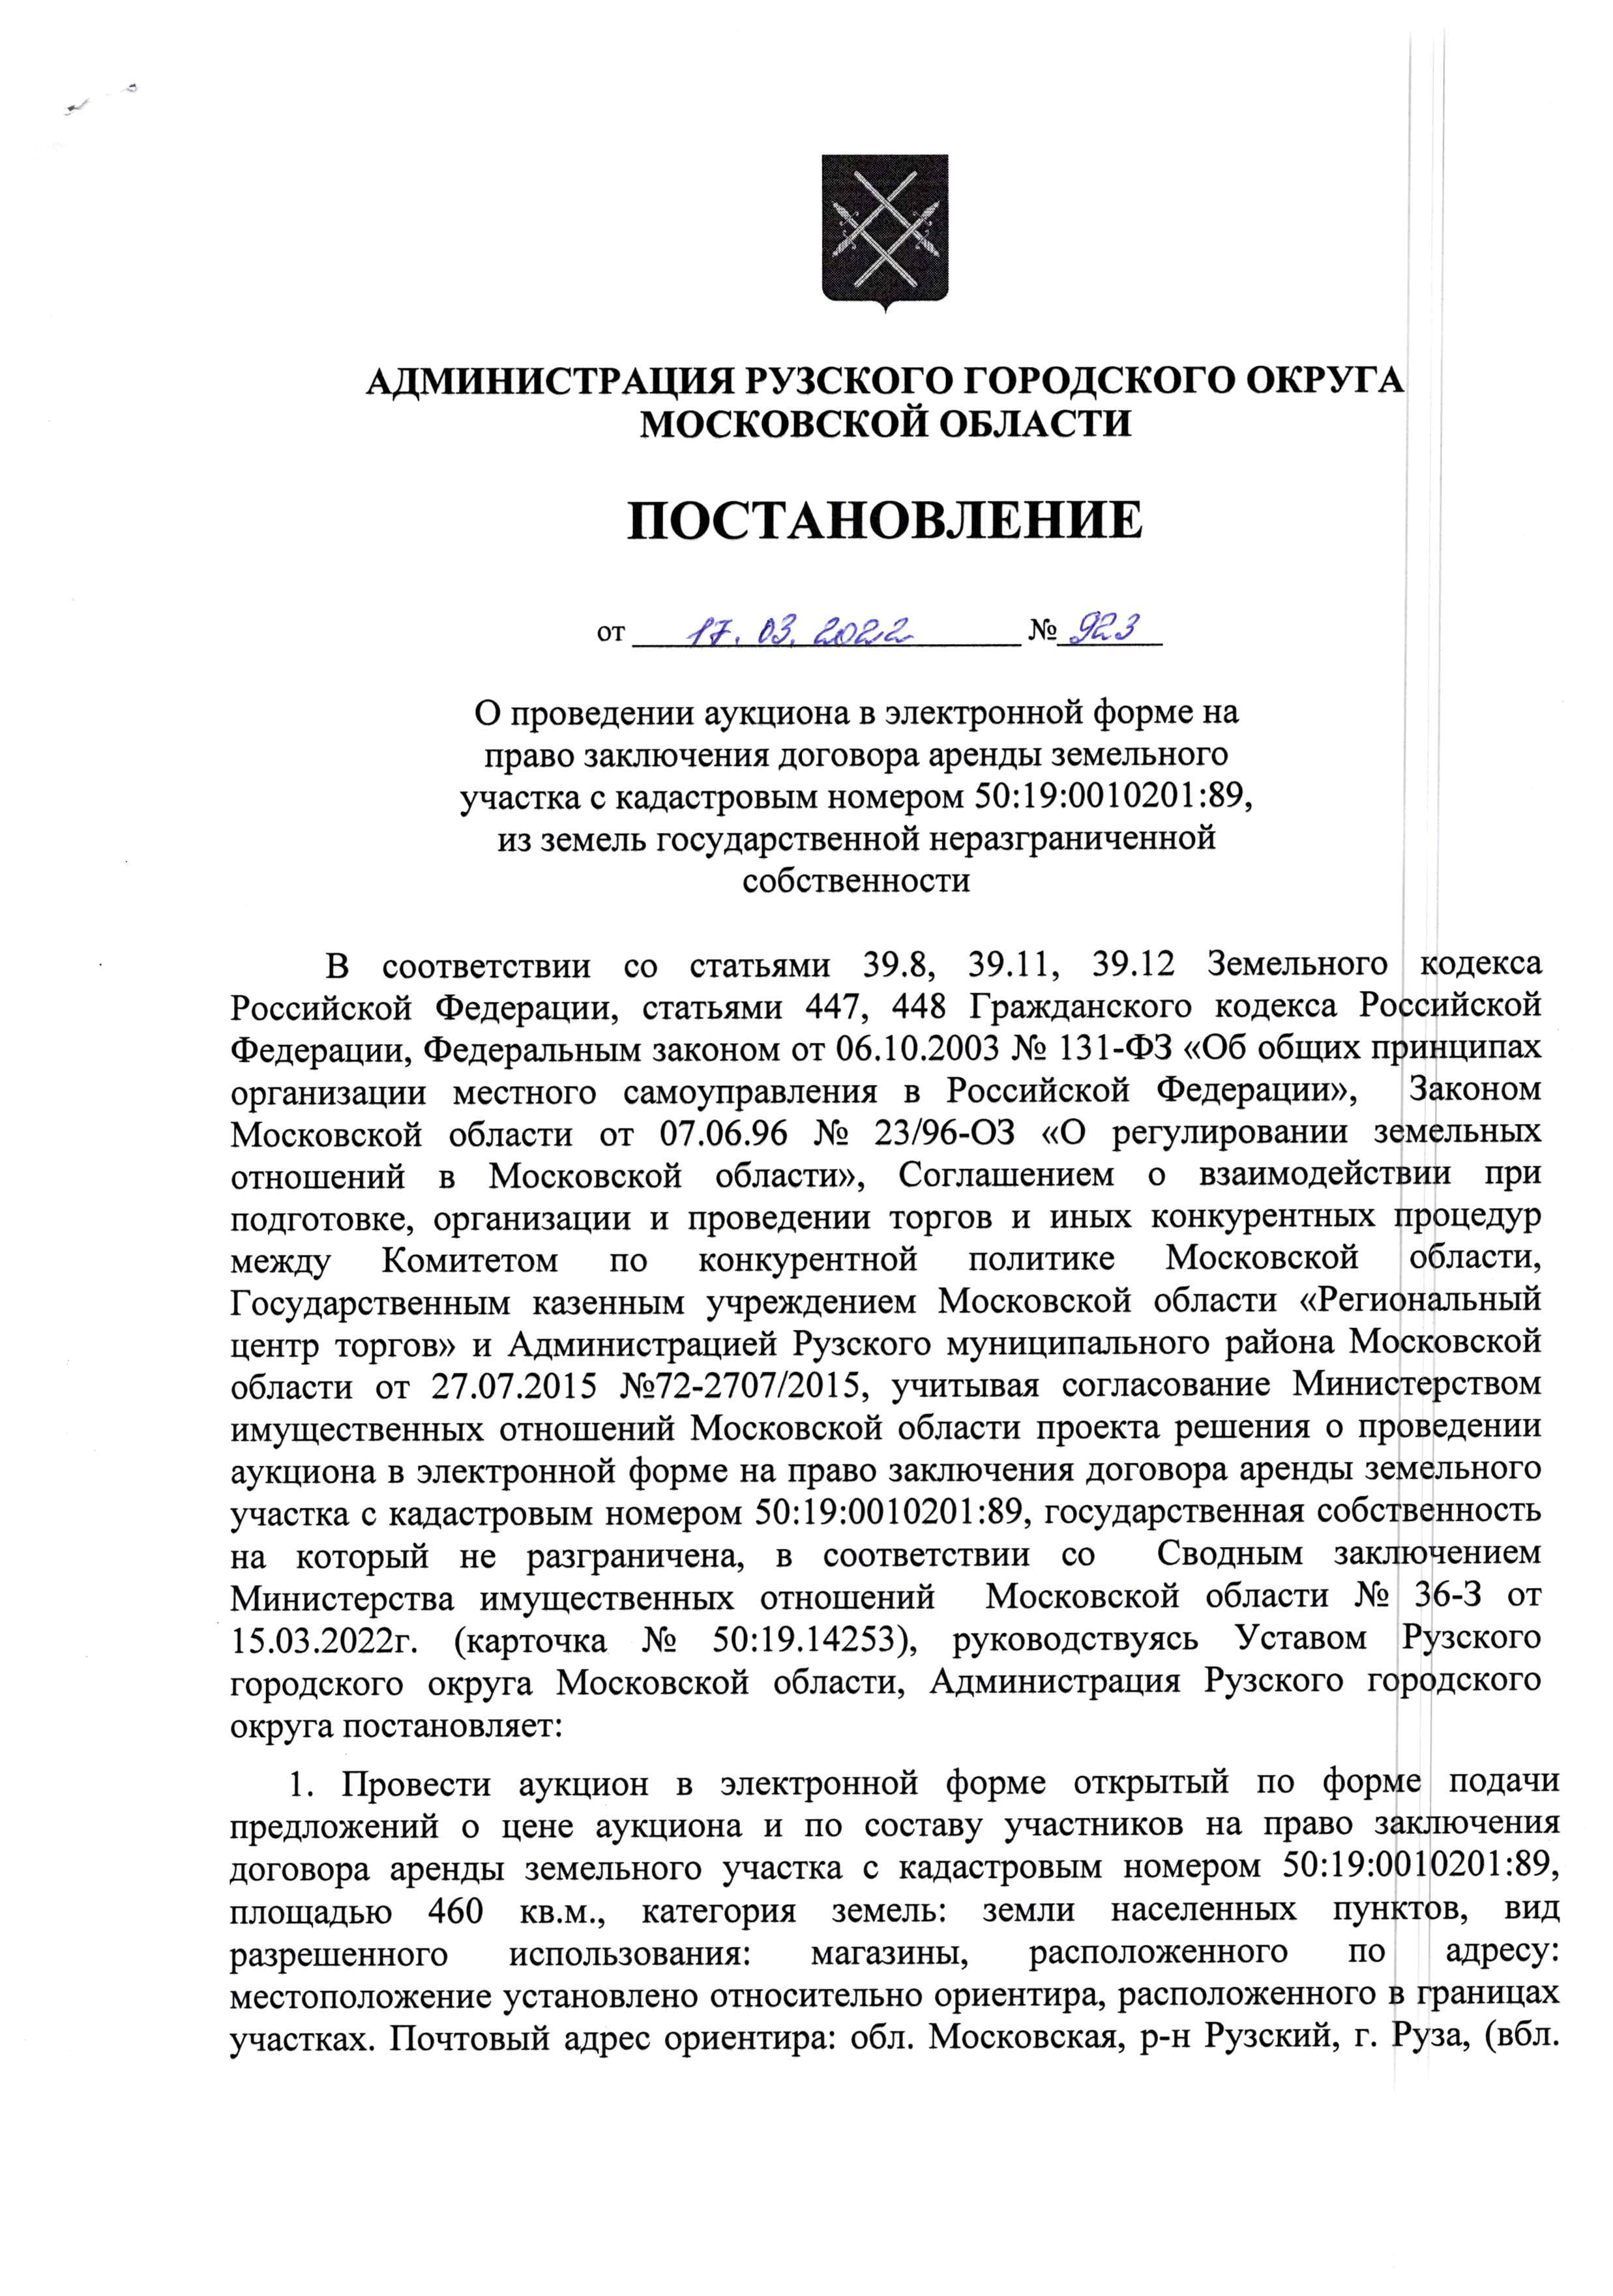 АДМИНИСТРАЦИЯ РУЗСКОГО ГОРОДСКОГО ОКРУГА
МОСКОВСКОЙ ОБЛАСТИ
ПОСТАНОВЛЕНИЕ
от 17.03.2022 № 923
О проведении аукциона в электронной форме на
право заключения договора аренды земельного
участка с кадастровым номером 50:19:0010201:89,
из земель государственной неразграниченной
собственности
В соответствии со статьями 39.8, 39.11, 39.12 Земельного кодекса
Российской Федерации, статьями 447, 448 Гражданского кодекса Российской
Федерации, Федеральным законом от 06.10.2003 № 131-ФЗ «Об общих принципах
организации местного самоуправления в Российской Федерации», Законом
Московской области от 07.06.96 № 23/96-ОЗ «О регулировании земельных
отношений в Московской области», Соглашением о взаимодействии при
подготовке, организации и проведении торгов и иных конкурентных процедур
между Комитетом по конкурентной политике Московской области,
Государственным казенным учреждением Московской области «Региональный
центр торгов» и Администрацией Рузского муниципального района Московской
области от 27.07.2015 №72-2707/2015, учитывая согласование Министерством
имущественных отношений Московской области проекта решения о проведении
аукциона в электронной форме на право заключения договора аренды земельного
участка с кадастровым номером 50:19:0010201:89, государственная собственность
на который не разграничена, в соответствии со Сводным заключением
Министерства имущественных отношений Московской области № 36-З от
15.03.2022г. (карточка № 50:19.14253), руководствуясь Уставом Рузского
городского округа Московской области, Администрация Рузского городского
округа постановляет:
1. Провести аукцион в электронной форме открытый по форме подачи
предложений о цене аукциона и по составу участников на право заключения
договора аренды земельного участка с кадастровым номером 50:19:0010201:89,
площадью 460 кв.м., категория земель: земли населенных пунктов, вид
разрешенного использования: магазины, расположенного по адресу:
местоположение установлено относительно ориентира, расположенного в границах
участках. Почтовый адрес ориентира: обл. Московская, р-н Рузский, г. Руза, (вбл.